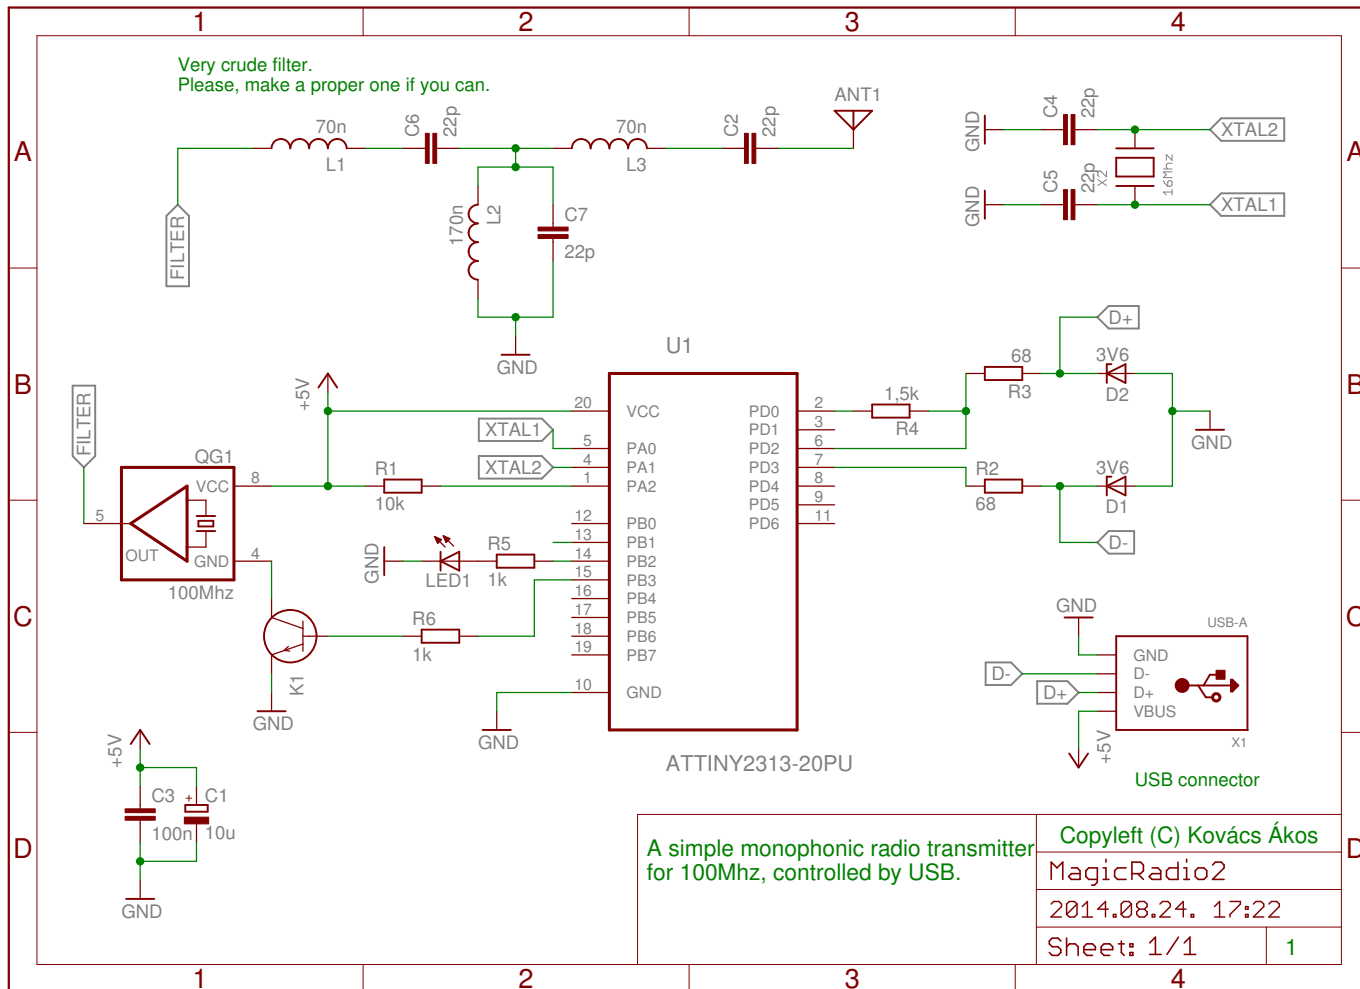 1 2 3 4
A
B
C
D
A
B
C
D
1 2 3 4
Very crude filter.
Please, make a proper one if you can.
FILTER
70n
L1
C6
22p
170n
L2
C7
22p
70n
L3
C2
22p
ANT1
GND
GND
C4
22p
GND
C5
22p
X2
16Mhz
XTAL2
XTAL1
FILTER
QG1
VCC
8
5
OUT
GND
4
100Mhz
+5V
R1
10k
XTAL1
XTAL2
GND
LED1
R5
1k
R6
1k
K1
GND
GND
U1
20 VCC
5 PA0
4 PA1
1 PA2
12 PB0
13 PB1
14 PB2
15 PB3
16 PB4
17 PB5
18 PB6
19 PB7
10 GND
PD0 2
PD1 3
PD2 6
PD3 7
PD4 8
PD5 9
PD6 11
ATTINY2313-20PU
1,5k
R4
68
R3
R2
68
D+
3V6
D2
3V6
D1
D-
GND
GND
USB-A
GND
D-
D+
VBUS
D-
D+
+5V
X1
USB connector
+5V
C3
100n
+
C1
10u
GND
A simple monophonic radio transmitter
for 100Mhz, controlled by USB.
Copyleft (C) Kovács Ákos
MagicRadio2
2014.08.24. 17:22
Sheet: 1/1
1